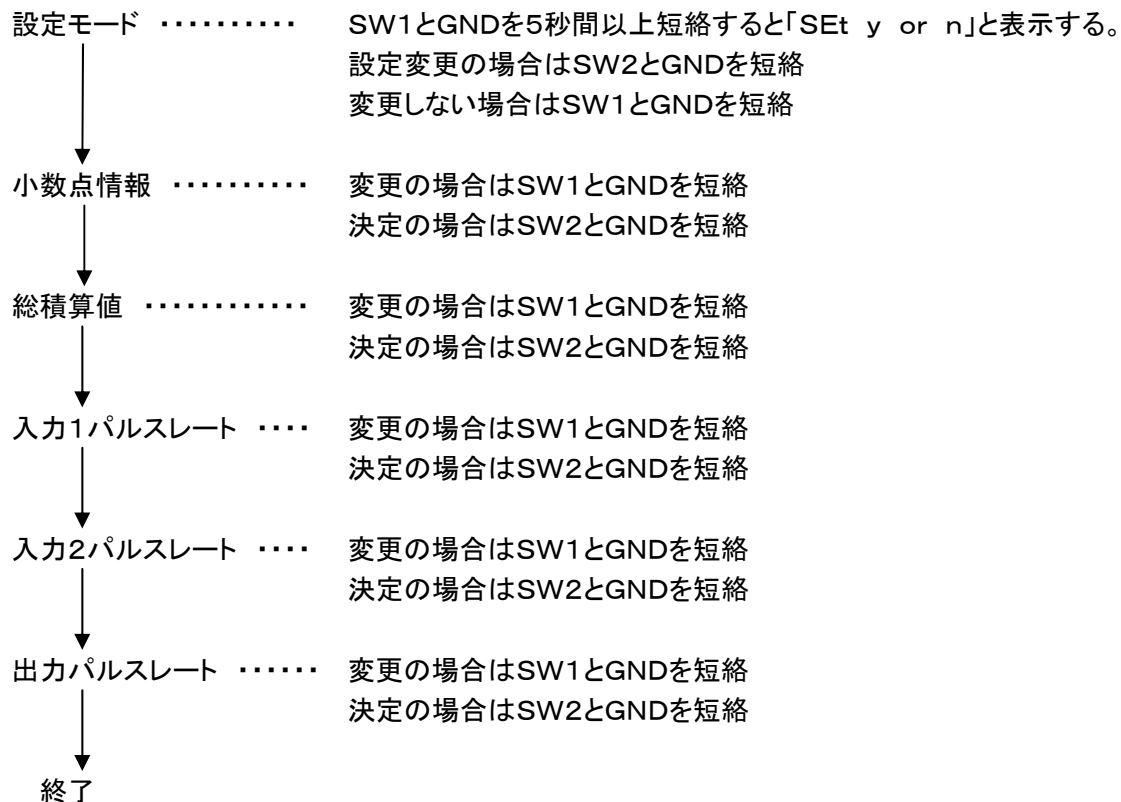 設定モード ・・・・・・・・・・ SW1とGNDを5秒間以上短絡すると「SEt y or n」と表示する。
設定変更の場合はSW2とGNDを短絡
変更しない場合はSW1とGNDを短絡
小数点情報 ・・・・・・・・・・ 変更の場合はSW1とGNDを短絡
決定の場合はSW2とGNDを短絡
総積算値 ・・・・・・・・・・・・ 変更の場合はSW1とGNDを短絡
決定の場合はSW2とGNDを短絡
入力1パルスレート ・・・・ 変更の場合はSW1とGNDを短絡
決定の場合はSW2とGNDを短絡
入力2パルスレート ・・・・ 変更の場合はSW1とGNDを短絡
決定の場合はSW2とGNDを短絡
出力パルスレート ・・・・・・ 変更の場合はSW1とGNDを短絡
決定の場合はSW2とGNDを短絡
終了